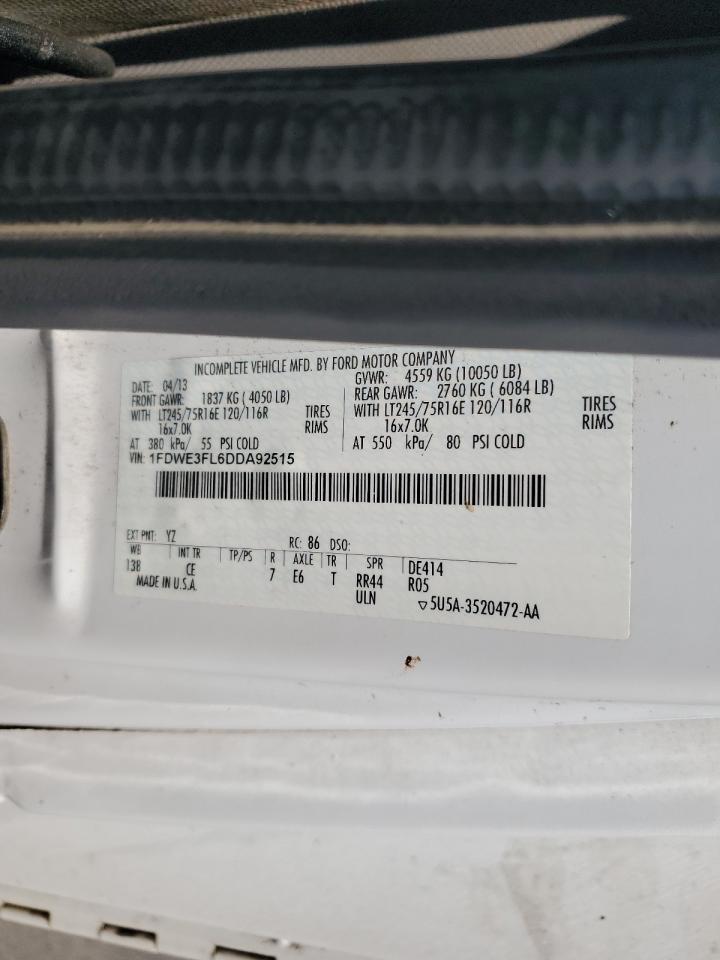 INCOMPLETE VEHICLE MFD. BY FORD MOTOR COMPANY
DATE: 04/13 GVWR: 4559 KG (10050 LB)
FRONT GAWR: 1837 KG ( 4050 LB) REAR GAWR: 2760 KG ( 6084 LB)
WITH LT245/75R16E 120/116R TIRES WITH LT245/75R16E 120/116R TIRES
16x7.0K RIMS 16x7.0K RIMS
AT 380 kPa/ 55 PSI COLD AT 550 kPa/ 80 PSI COLD
VIN: 1FDWE3FL6DDA92515
EXT PNT: YZ RC: 86 DSO:
WB INT TR TP/PS R AXLE TR SPR DE414
138 CE 7 E6 T RR44 R05
MADE IN U.S.A. ULN ▽5U5A-3520472-AA